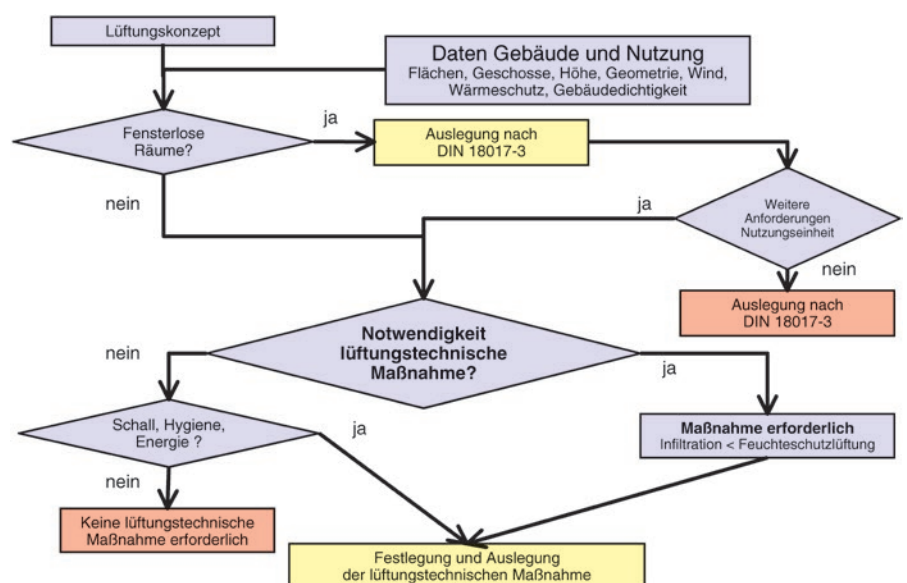 Lüftungskonzept
Daten Gebäude und Nutzung
Flächen, Geschosse, Höhe, Geometrie, Wind,
Wärmeschutz, Gebäudedichtigkeit
Fensterlose
Räume?
ja
Auslegung nach
DIN 18017-3
nein
ja
Weitere
Anforderungen
Nutzungseinheit
nein
Auslegung nach
DIN 18017-3
Notwendigkeit
lüftungstechnische
Maßnahme?
nein
ja
Schall, Hygiene,
Energie ?
ja
Maßnahme erforderlich
Infiltration < Feuchteschutzlüftung
nein
Keine lüftungstechnische
Maßnahme erforderlich
Festlegung und Auslegung
der lüftungstechnischen Maßnahme